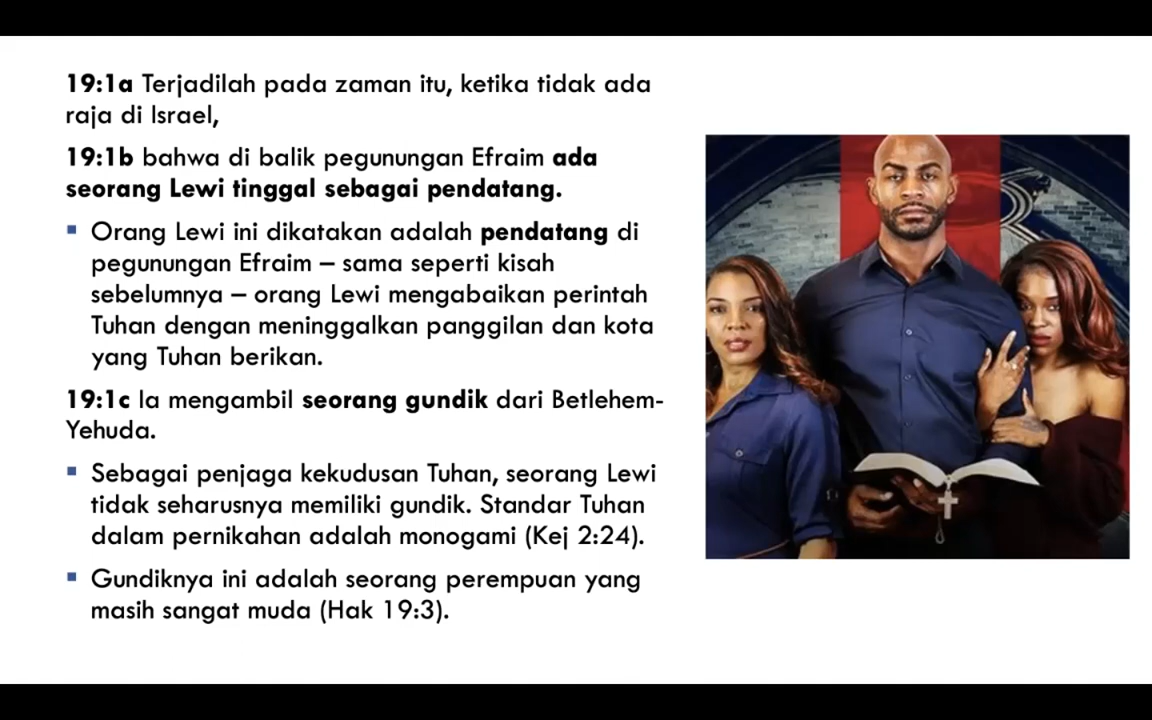 19:1a Terjadilah pada zaman itu, ketika tidak ada
raja di Israel,
19:1b bahwa di balik pegunungan Efraim ada
seorang Lewi tinggal sebagai pendatang.
▪ Orang Lewi ini dikatakan adalah pendatang di
pegunungan Efraim – sama seperti kisah
sebelumnya – orang Lewi mengabaikan perintah
Tuhan dengan meninggalkan panggilan dan kota
yang Tuhan berikan.
19:1c Ia mengambil seorang gundik dari Betlehem-
Yehuda.
▪ Sebagai penjaga kekudusan Tuhan, seorang Lewi
tidak seharusnya memiliki gundik. Standar Tuhan
dalam pernikahan adalah monogami (Kej 2:24).
▪ Gundiknya ini adalah seorang perempuan yang
masih sangat muda (Hak 19:3).